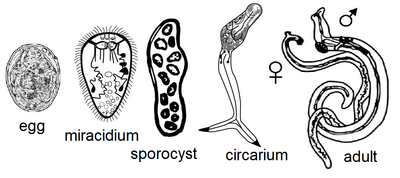 egg
miracidium
sporocyst
circarium
♀
♂
adult